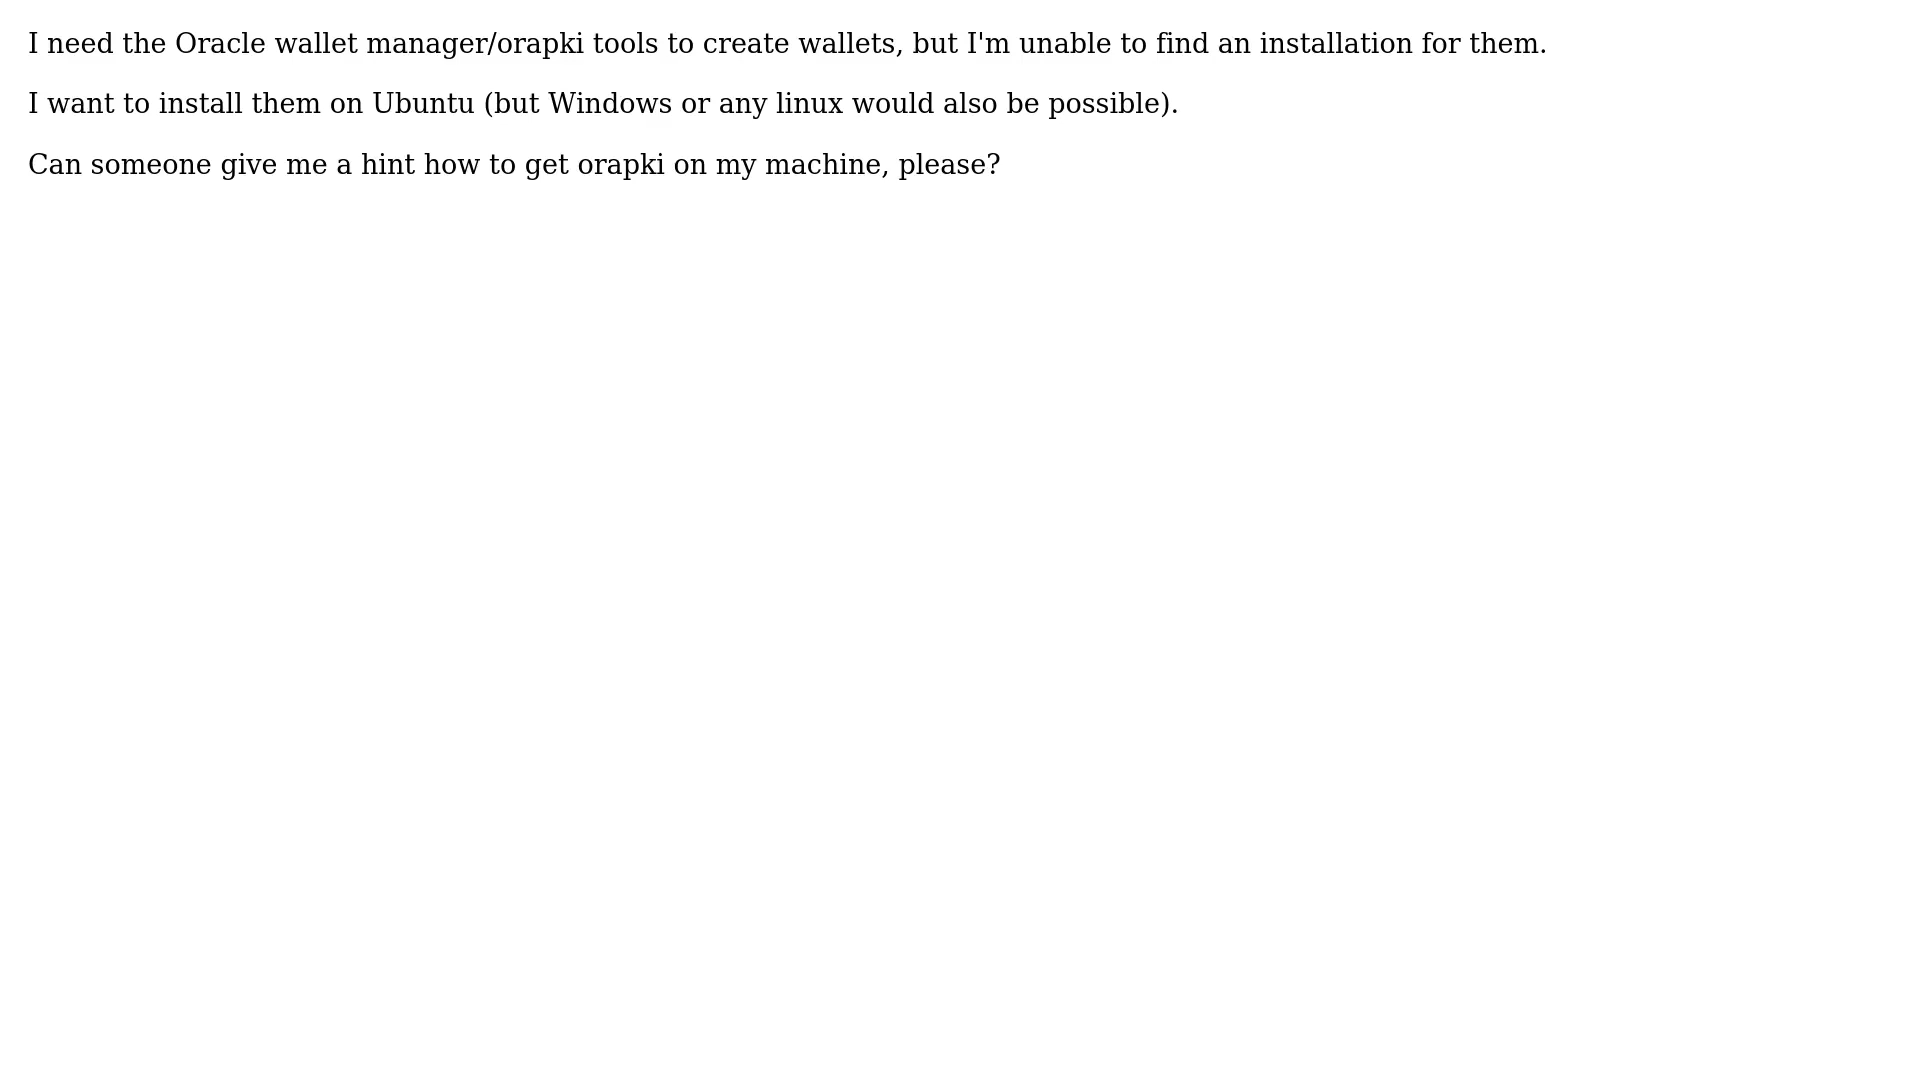 I need the Oracle wallet manager/orapki tools to create wallets, but I'm unable to find an installation for them.
I want to install them on Ubuntu (but Windows or any linux would also be possible).
Can someone give me a hint how to get orapki on my machine, please?